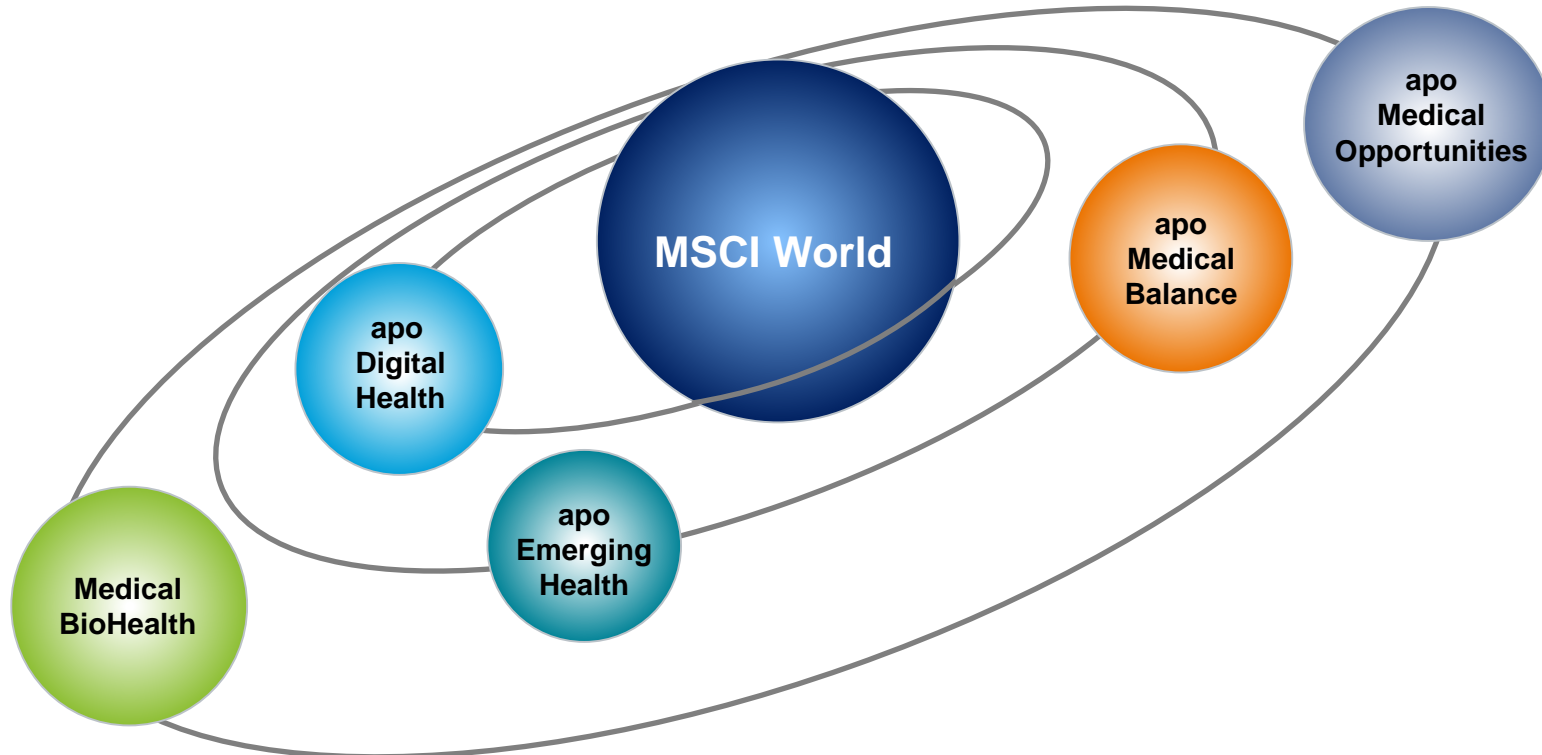 apo
Medical
Opportunities
MSCI World
apo
Medical
Balance
apo
Digital
Health
apo
Emerging
Health
Medical
BioHealth